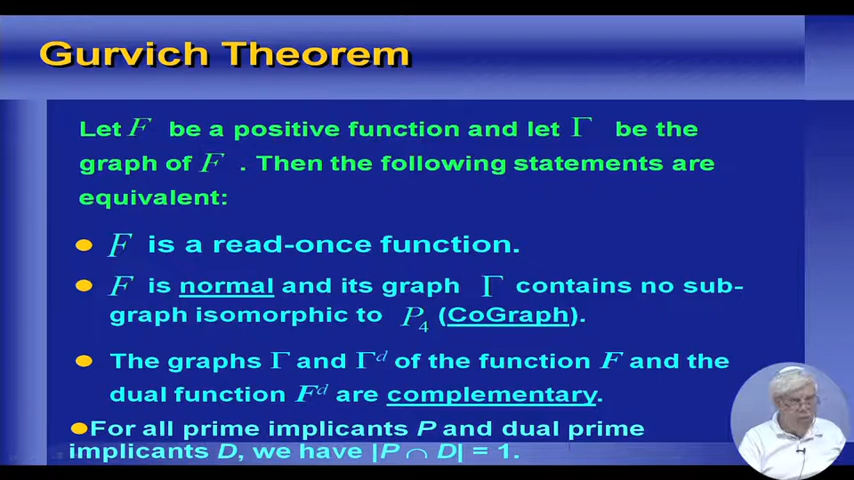 Gurvich Theorem
Let F be a positive function and let Γ be the
graph of F . Then the following statements are
equivalent:
● F is a read-once function.
● F is normal and its graph Γ contains no sub-
graph isomorphic to P₄ (CoGraph).
● The graphs Γ and Γᵈ of the function F and the
dual function Fᵈ are complementary.
●For all prime implicants P and dual prime
implicants D, we have |P ∩ D| = 1.